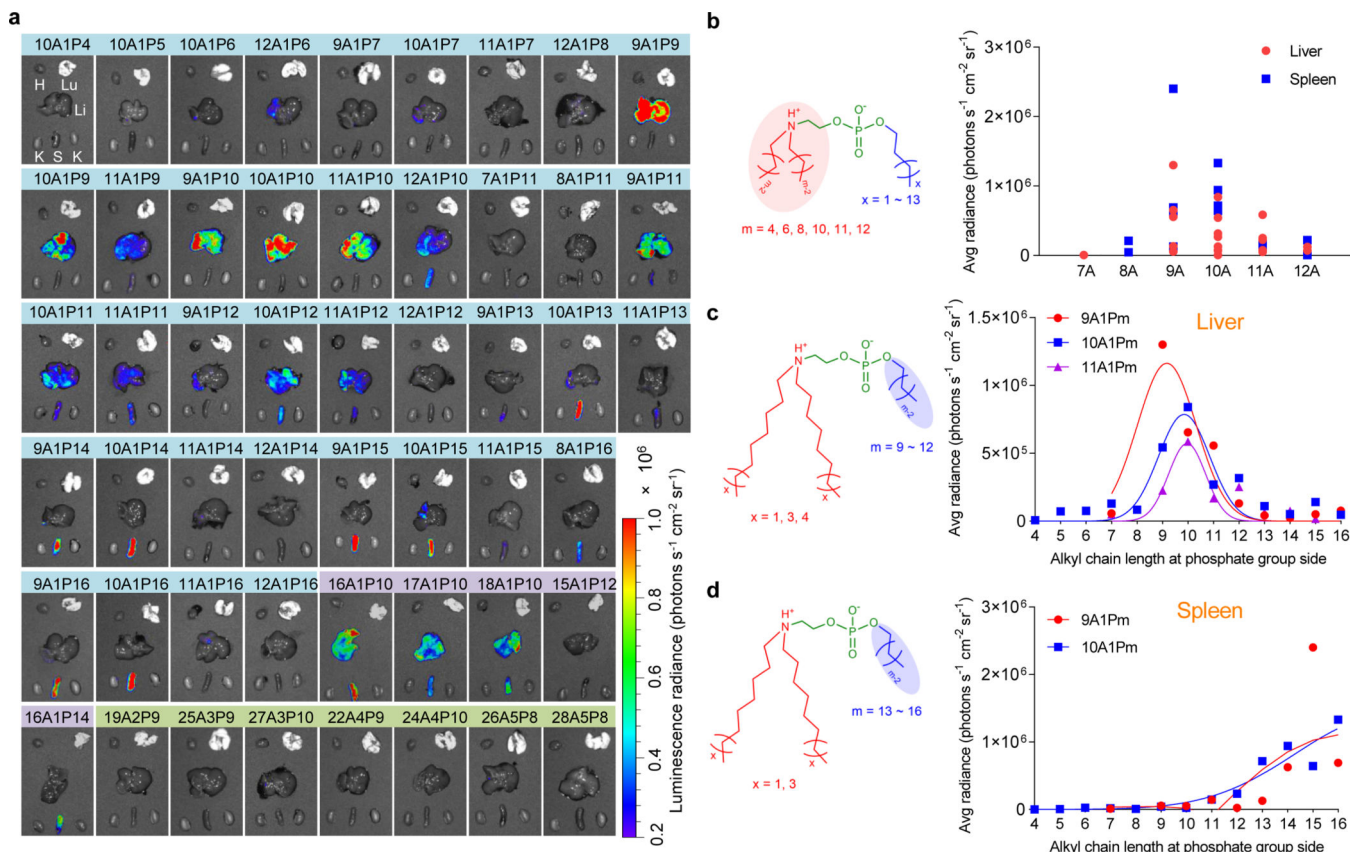 a
10A1P4 10A1P5 10A1P6 12A1P6 9A1P7 10A1P7 11A1P7 12A1P8 9A1P9
H Lu
Li
K S K
10A1P9 11A1P9 9A1P10 10A1P10 11A1P10 12A1P10 7A1P11 8A1P11 9A1P11
10A1P11 11A1P11 9A1P12 10A1P12 11A1P12 12A1P12 9A1P13 10A1P13 11A1P13
9A1P14 10A1P14 11A1P14 12A1P14 9A1P15 10A1P15 11A1P15 8A1P16
9A1P16 10A1P16 11A1P16 12A1P16 16A1P10 17A1P10 18A1P10 15A1P12
16A1P14 19A2P9 25A3P9 27A3P10 22A4P9 24A4P10 26A5P8 28A5P8
× 10⁶
1.0
0.8
0.6
0.4
0.2
Luminescence radiance (photons s⁻¹ cm⁻² sr⁻¹)
b
H⁺
N
O
P
O⁻
O
O
m-2
m-2
x
x = 1 ~ 13
m = 4, 6, 8, 10, 11, 12
Avg radiance (photons s⁻¹ cm⁻² sr⁻¹)
3×10⁶
2×10⁶
1×10⁶
0
Liver
Spleen
7A 8A 9A 10A 11A 12A
c
H⁺
N
O
P
O⁻
O
O
m-2
m = 9 ~ 12
x
x
x = 1, 3, 4
Avg radiance (photons s⁻¹ cm⁻² sr⁻¹)
1.5×10⁶
1×10⁶
5×10⁵
0
9A1Pm
10A1Pm
11A1Pm
Liver
4 5 6 7 8 9 10 11 12 13 14 15 16
Alkyl chain length at phosphate group side
d
H⁺
N
O
P
O⁻
O
O
m-2
m = 13 ~ 16
x
x
x = 1, 3
Avg radiance (photons s⁻¹ cm⁻² sr⁻¹)
3×10⁶
2×10⁶
1×10⁶
0
9A1Pm
10A1Pm
Spleen
4 5 6 7 8 9 10 11 12 13 14 15 16
Alkyl chain length at phosphate group side